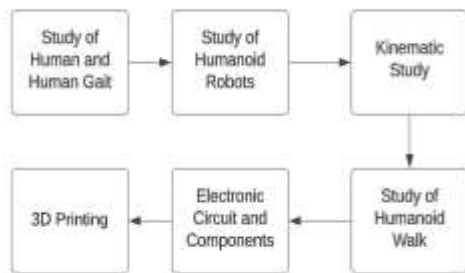 Study of
Human and
Human Gait
Study of
Humanoid
Robots
Kinematic
Study
Study of
Humanoid
Walk
Electronic
Circuit and
Components
3D Printing